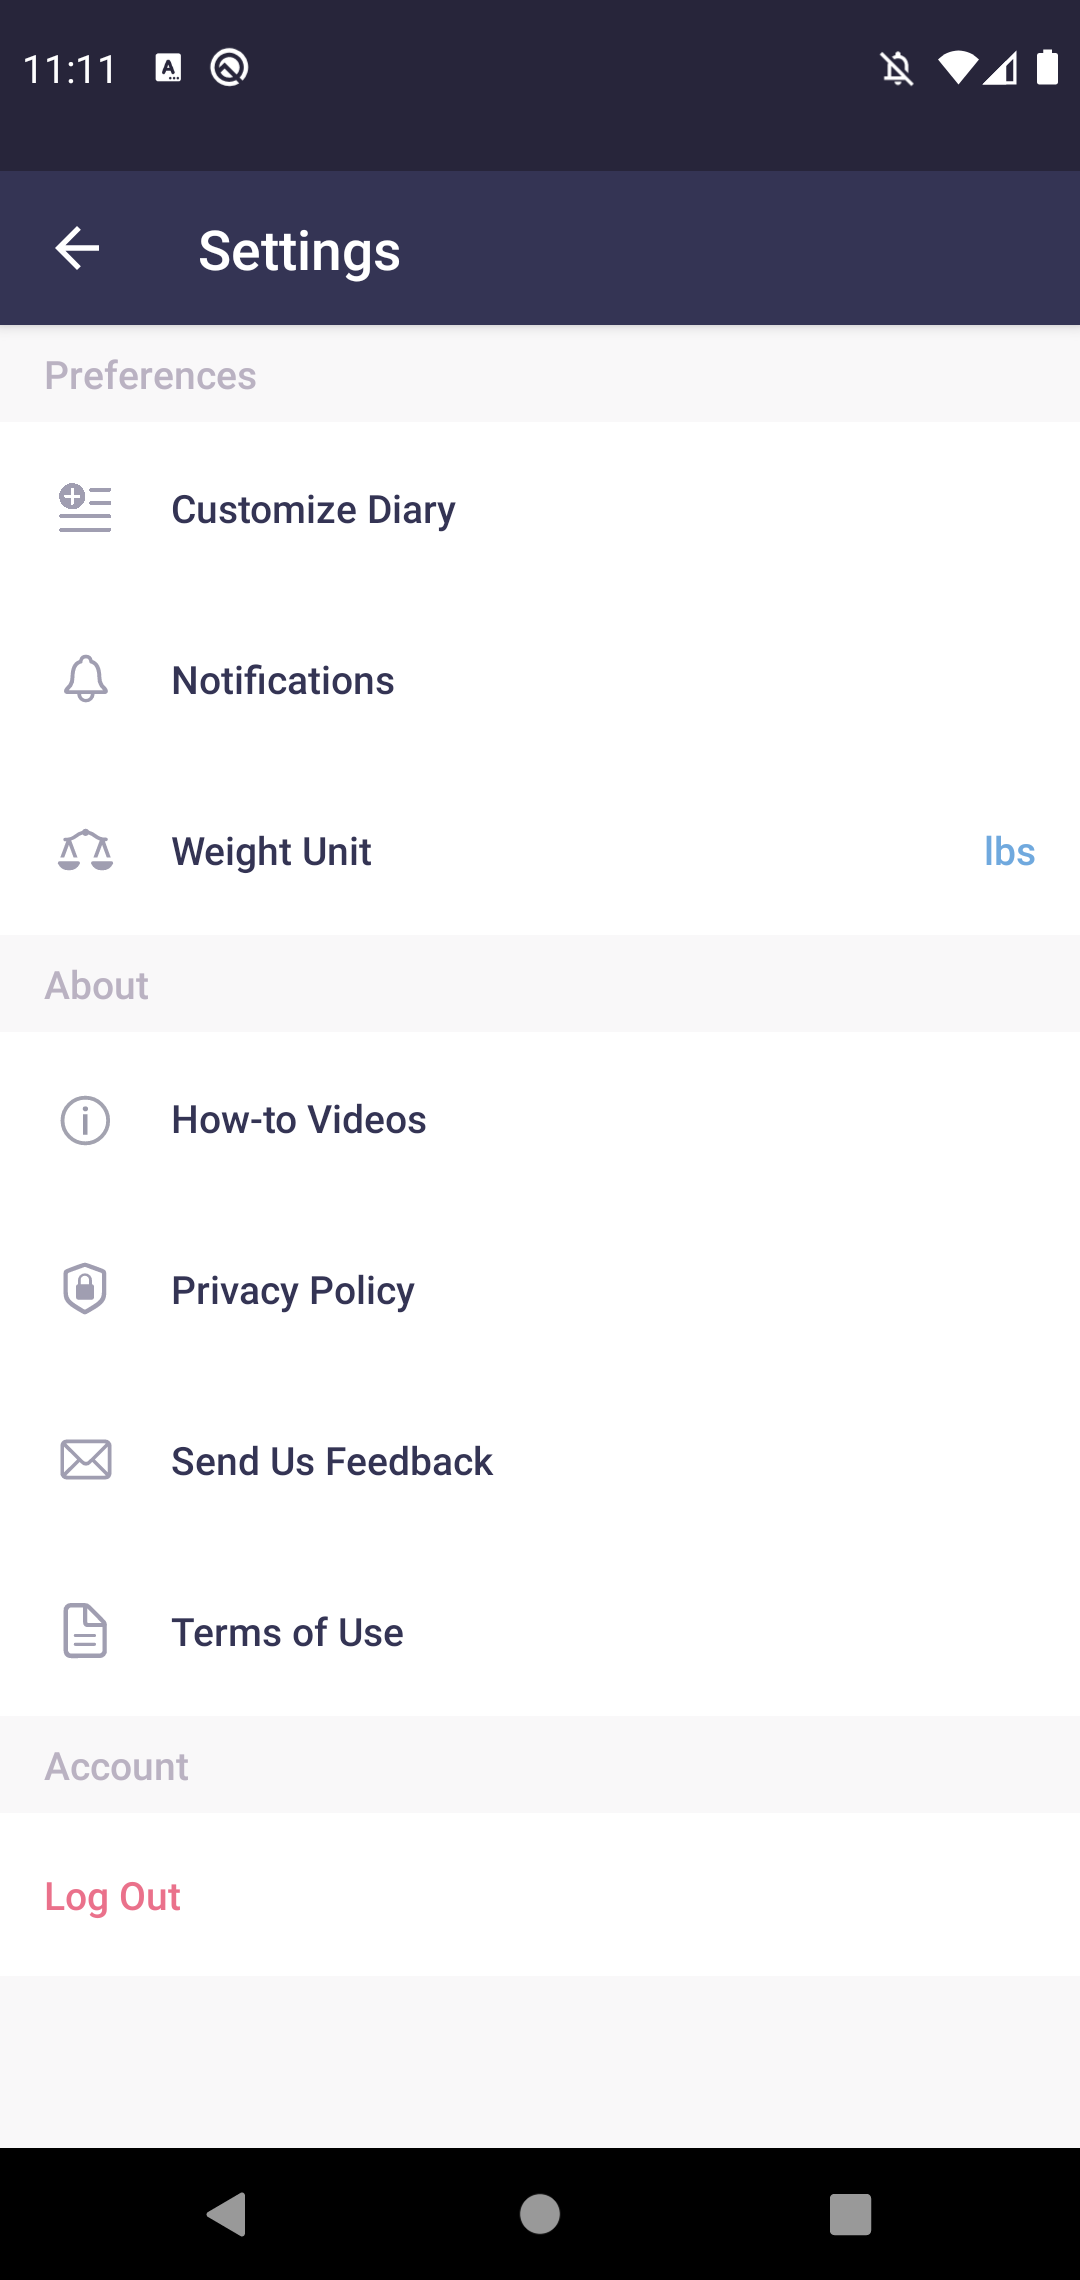 11:11
Settings
Preferences
Customize Diary
Notifications
Weight Unit lbs
About
How-to Videos
Privacy Policy
Send Us Feedback
Terms of Use
Account
Log Out